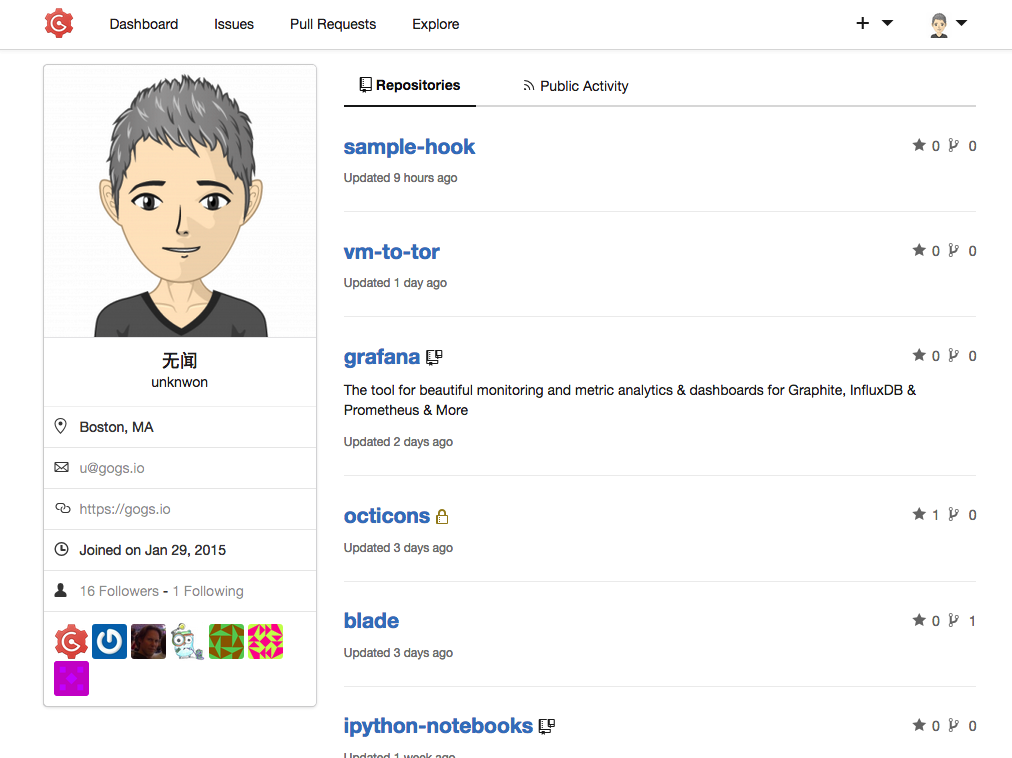 Dashboard Issues Pull Requests Explore
Repositories Public Activity
无闻
unknwon
Boston, MA
u@gogs.io
https://gogs.io
Joined on Jan 29, 2015
16 Followers - 1 Following
sample-hook 0 0
Updated 9 hours ago
vm-to-tor 0 0
Updated 1 day ago
grafana 0 0
The tool for beautiful monitoring and metric analytics & dashboards for Graphite, InfluxDB &
Prometheus & More
Updated 2 days ago
octicons 1 0
Updated 3 days ago
blade 0 1
Updated 3 days ago
ipython-notebooks 0 0
Updated 1 week ago